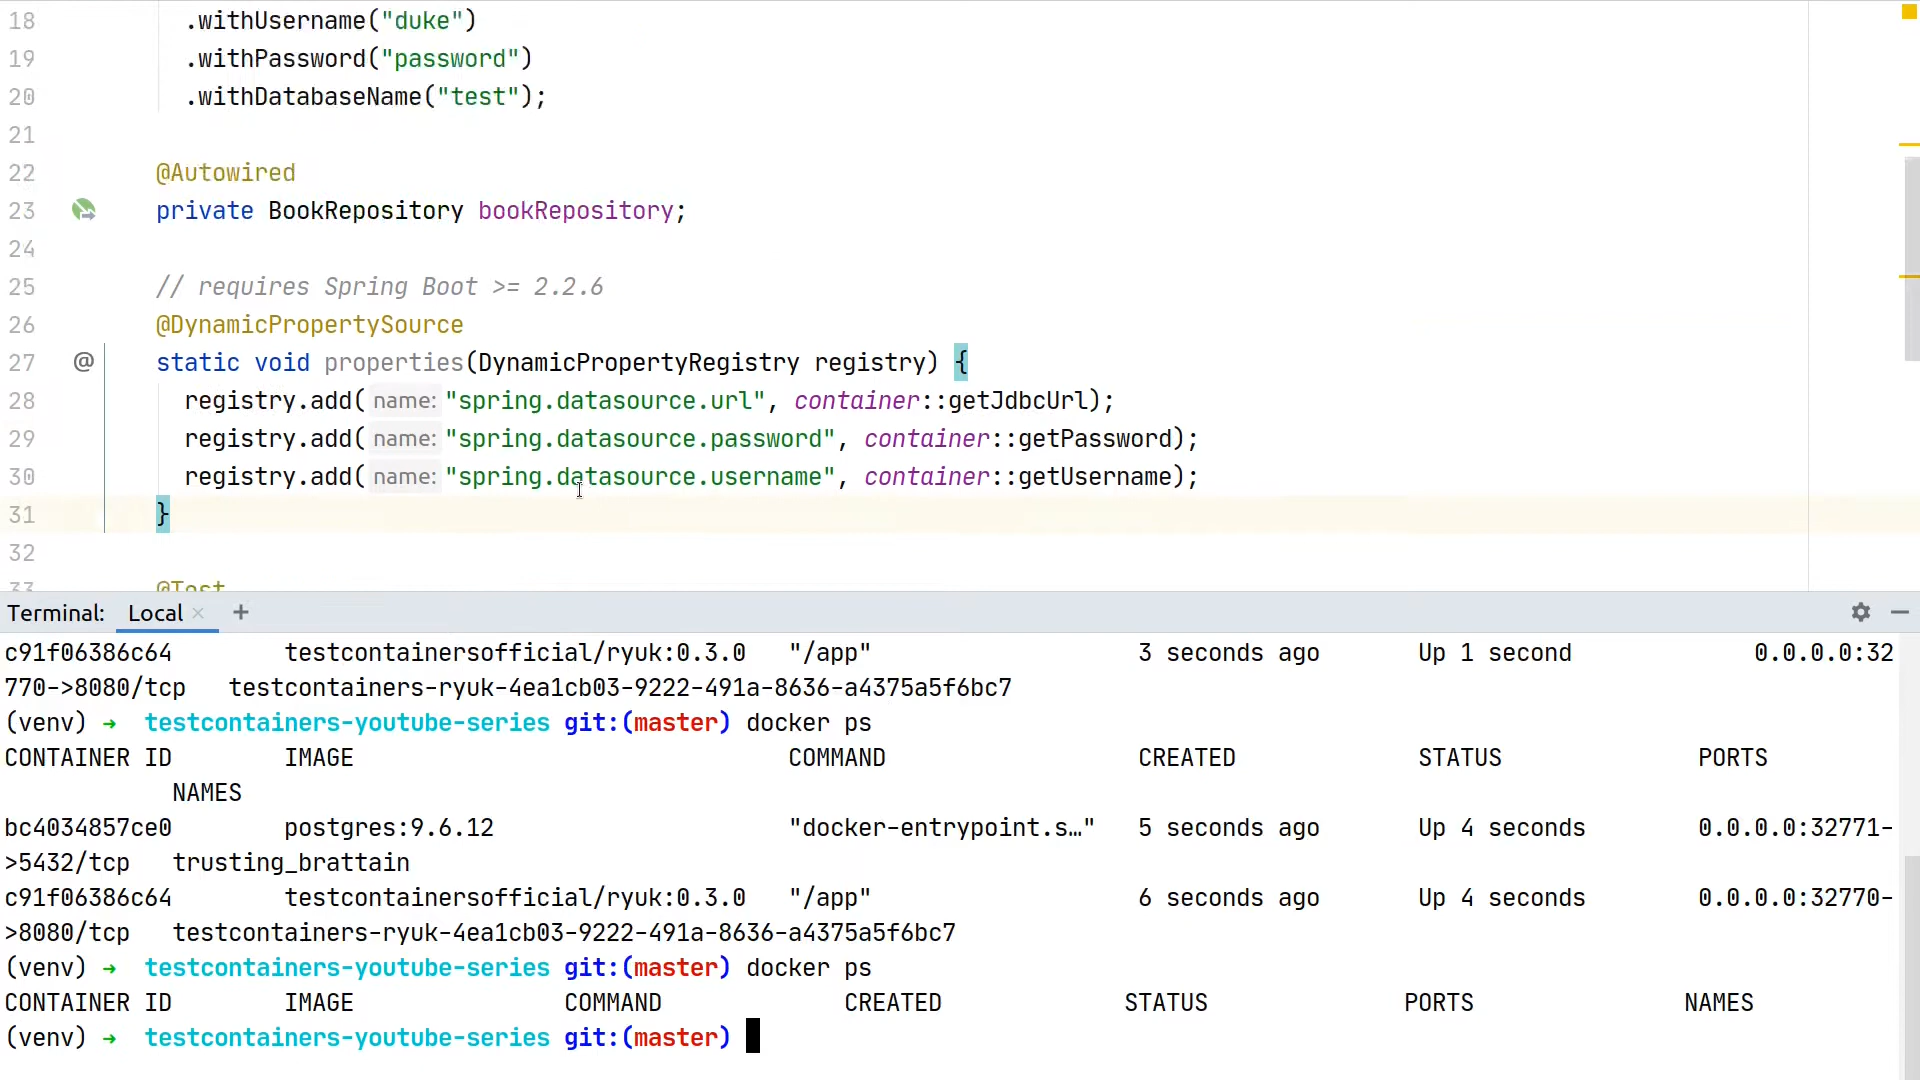 18 .withUsername("duke")
19 .withPassword("password")
20 .withDatabaseName("test");
21
22 @Autowired
23 private BookRepository bookRepository;
24
25 // requires Spring Boot >= 2.2.6
26 @DynamicPropertySource
27 @ static void properties(DynamicPropertyRegistry registry) {
28 registry.add( name: "spring.datasource.url", container::getJdbcUrl);
29 registry.add( name: "spring.datasource.password", container::getPassword);
30 registry.add( name: "spring.datasource.username", container::getUsername);
31 }
32
33 @Test
Terminal: Local × +
c91f06386c64 testcontainersofficial/ryuk:0.3.0 "/app" 3 seconds ago Up 1 second 0.0.0.0:32
770->8080/tcp testcontainers-ryuk-4ea1cb03-9222-491a-8636-a4375a5f6bc7
(venv) → testcontainers-youtube-series git:(master) docker ps
CONTAINER ID IMAGE COMMAND CREATED STATUS PORTS
NAMES
bc4034857ce0 postgres:9.6.12 "docker-entrypoint.s…" 5 seconds ago Up 4 seconds 0.0.0.0:32771-
>5432/tcp trusting_brattain
c91f06386c64 testcontainersofficial/ryuk:0.3.0 "/app" 6 seconds ago Up 4 seconds 0.0.0.0:32770-
>8080/tcp testcontainers-ryuk-4ea1cb03-9222-491a-8636-a4375a5f6bc7
(venv) → testcontainers-youtube-series git:(master) docker ps
CONTAINER ID IMAGE COMMAND CREATED STATUS PORTS NAMES
(venv) → testcontainers-youtube-series git:(master)